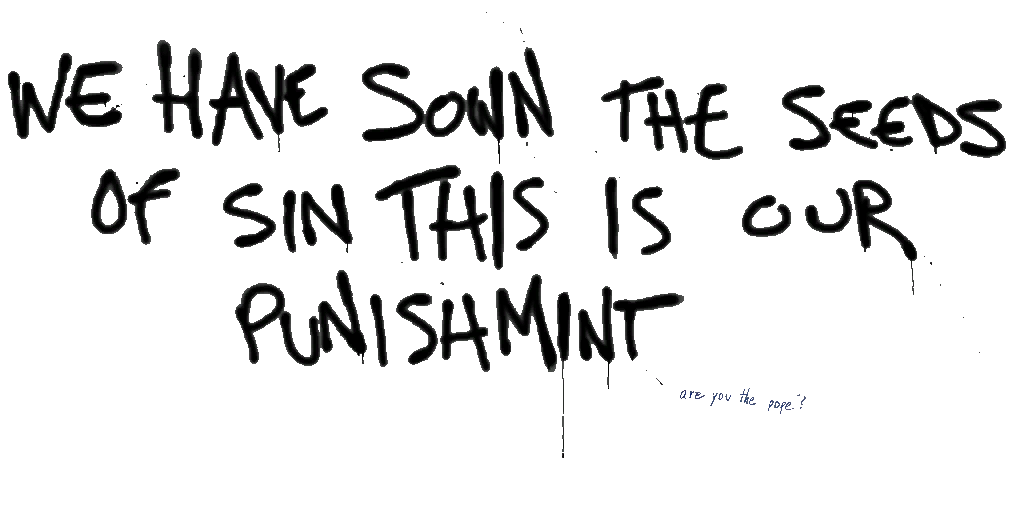 WE HAVE SOWN THE SEEDS
OF SIN THIS IS OUR
PUNISHMINT
are you the pope?